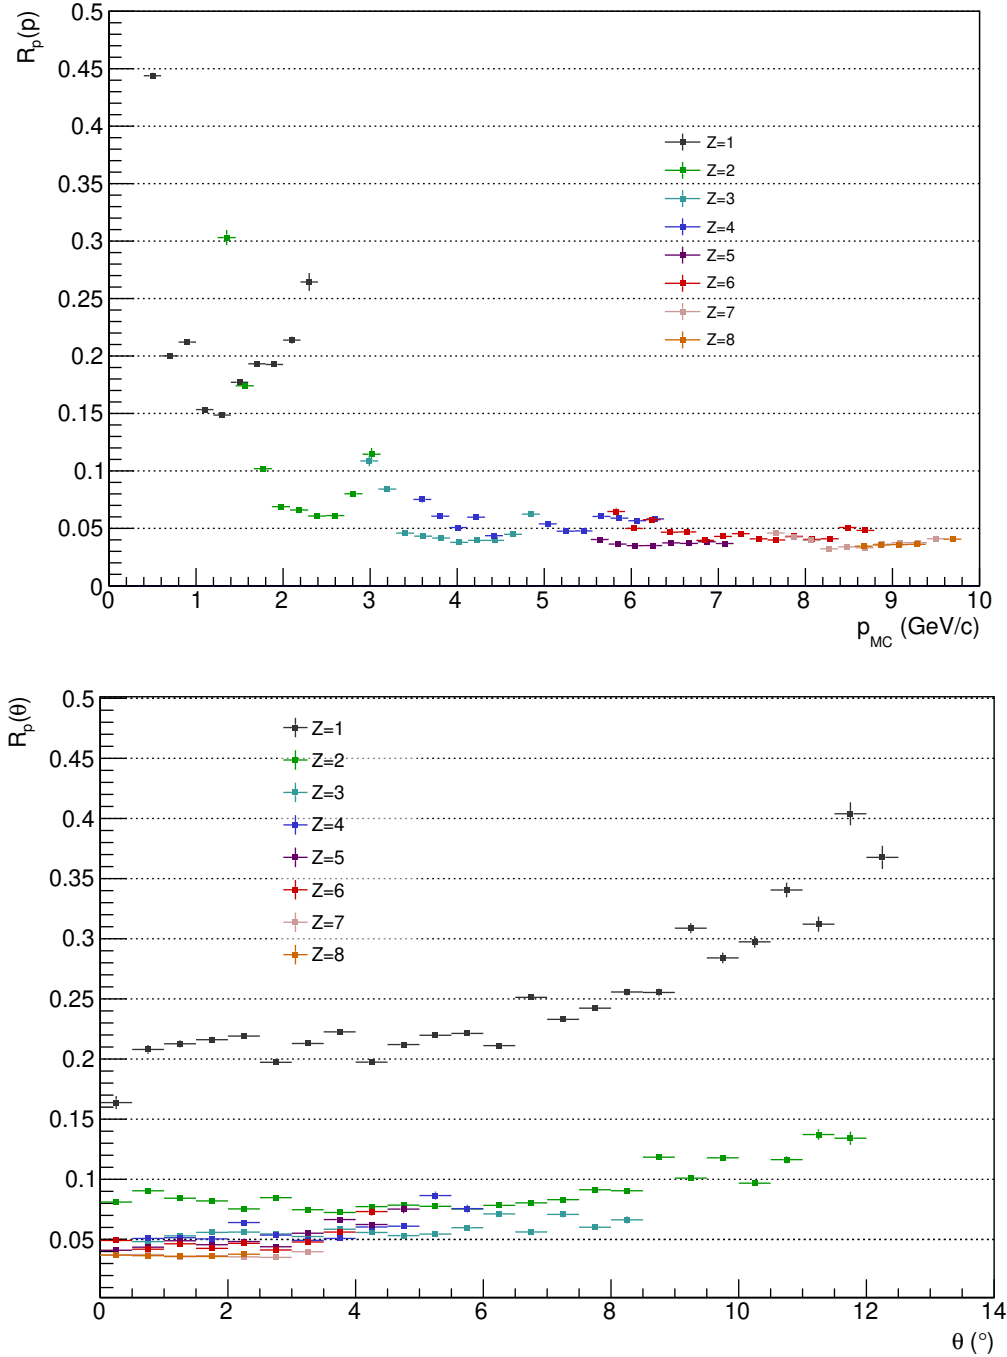 R_p(p)
0.5
0.45
0.4
0.35
0.3
0.25
0.2
0.15
0.1
0.05
0
Z=1
Z=2
Z=3
Z=4
Z=5
Z=6
Z=7
Z=8
0 1 2 3 4 5 6 7 8 9 10
p_MC (GeV/c)
R_p(θ)
0.5
0.45
0.4
0.35
0.3
0.25
0.2
0.15
0.1
0.05
Z=1
Z=2
Z=3
Z=4
Z=5
Z=6
Z=7
Z=8
0 2 4 6 8 10 12 14
θ (°)